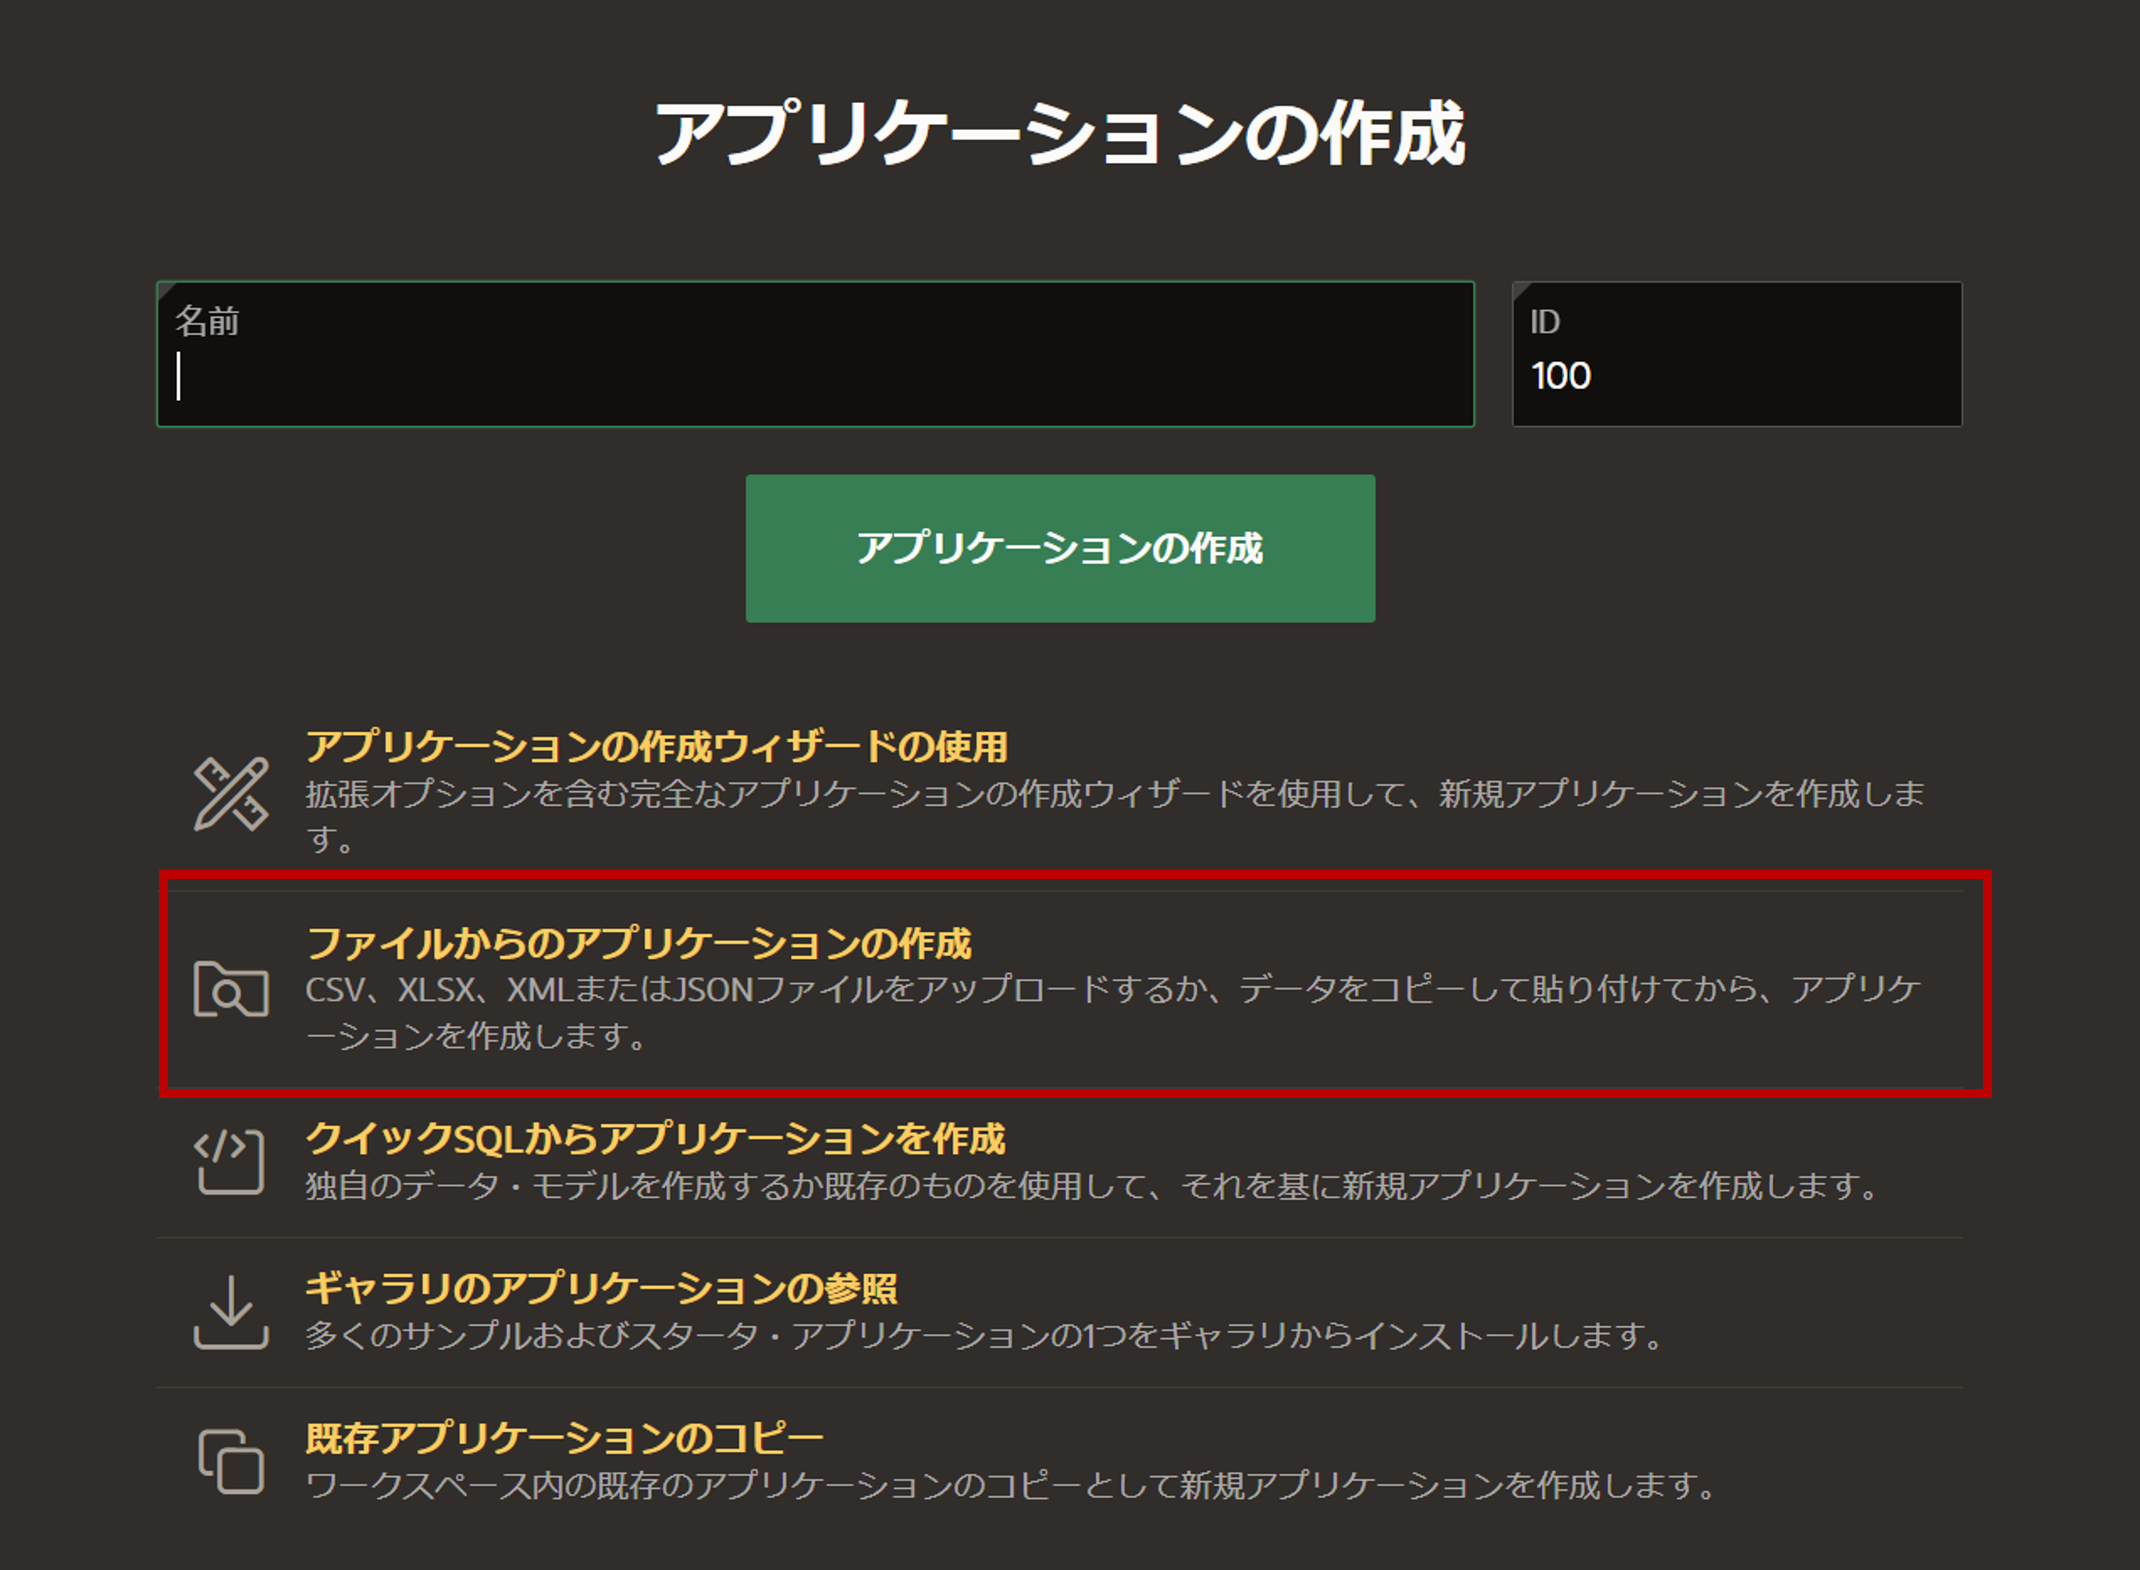 アプリケーションの作成
名前
ID
100
アプリケーションの作成
アプリケーションの作成ウィザードの使用
拡張オプションを含む完全なアプリケーションの作成ウィザードを使用して、新規アプリケーションを作成しま
す。
ファイルからのアプリケーションの作成
CSV、XLSX、XMLまたはJSONファイルをアップロードするか、データをコピーして貼り付けてから、アプリケ
ーションを作成します。
クイックSQLからアプリケーションを作成
独自のデータ・モデルを作成するか既存のものを使用して、それを基に新規アプリケーションを作成します。
ギャラリのアプリケーションの参照
多くのサンプルおよびスタータ・アプリケーションの1つをギャラリからインストールします。
既存アプリケーションのコピー
ワークスペース内の既存のアプリケーションのコピーとして新規アプリケーションを作成します。